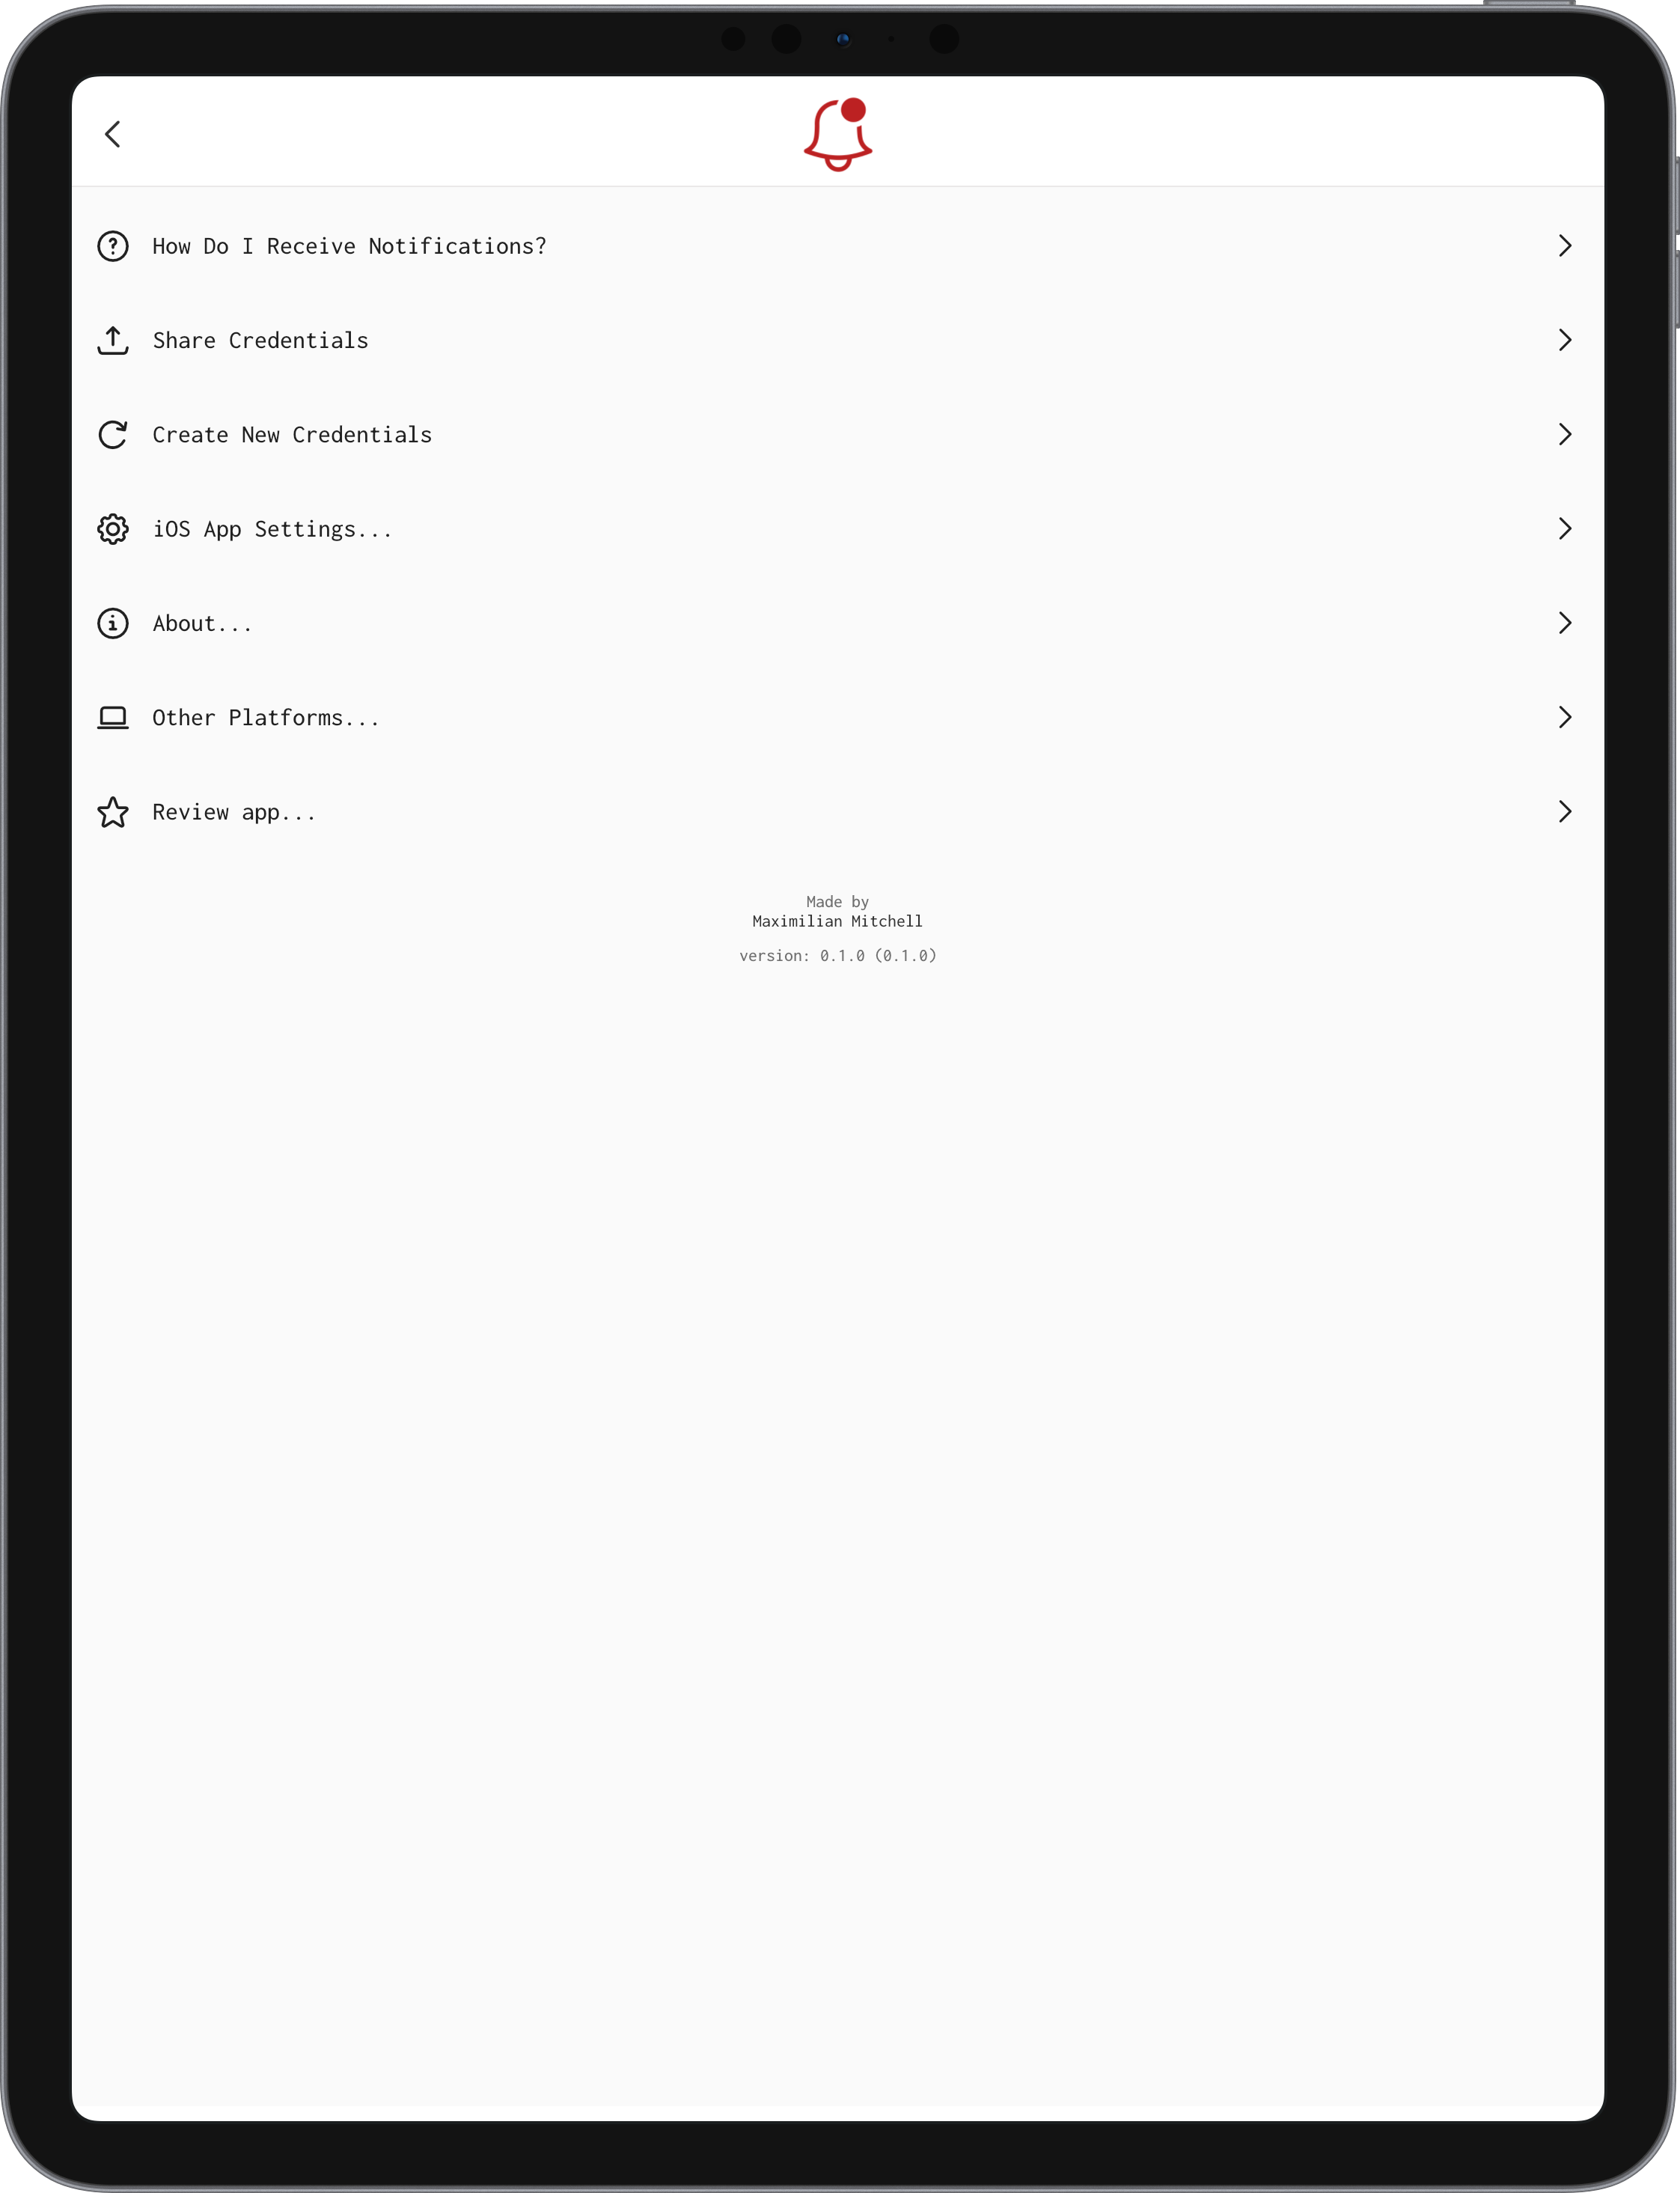 How Do I Receive Notifications?
Share Credentials
Create New Credentials
iOS App Settings...
About...
Other Platforms...
Review app...
Made by
Maximilian Mitchell
version: 0.1.0 (0.1.0)